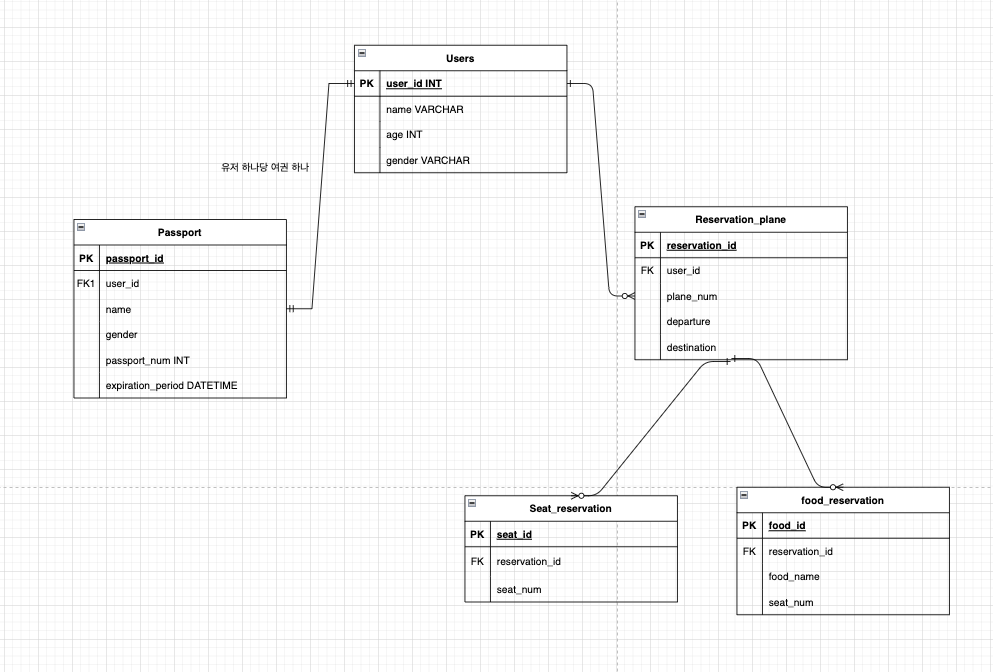 Users
PK user_id INT
name VARCHAR
age INT
gender VARCHAR
유저 하나당 여권 하나
Passport
PK passport_id
FK1 user_id
name
gender
passport_num INT
expiration_period DATETIME
Reservation_plane
PK reservation_id
FK user_id
plane_num
departure
destination
Seat_reservation
PK seat_id
FK reservation_id
seat_num
food_reservation
PK food_id
FK reservation_id
food_name
seat_num